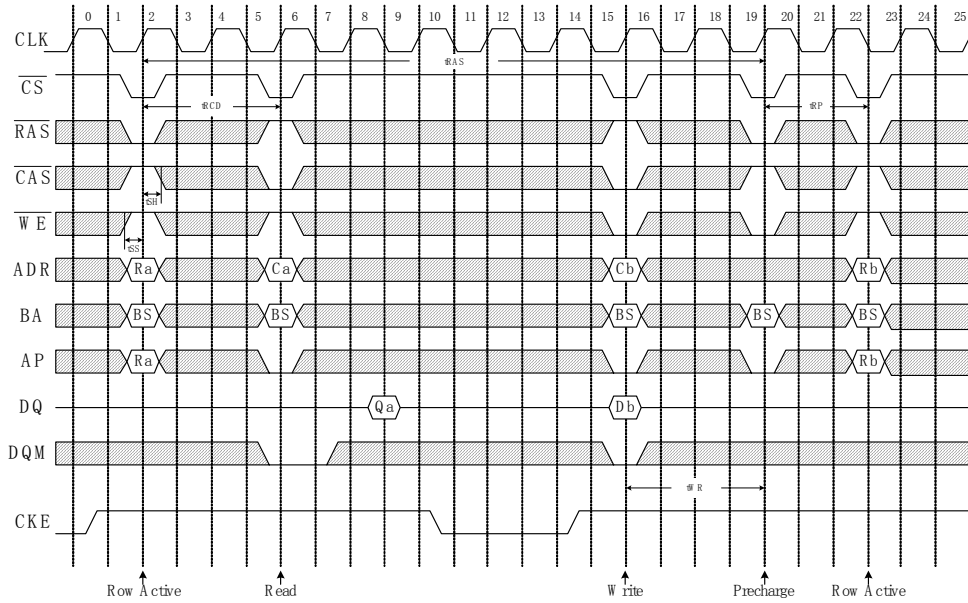 0 1 2 3 4 5 6 7 8 9 10 11 12 13 14 15 16 17 18 19 20 21 22 23 24 25
CLK
tRAS
CS
tRCD
tRP
RAS
CAS
tSH
WE
tSS
ADR Ra Ca Cb Rb
BA BS BS BS BS BS
AP Ra Rb
DQ Qa Db
DQM
tWR
CKE
Row Active Read Write Precharge Row Active